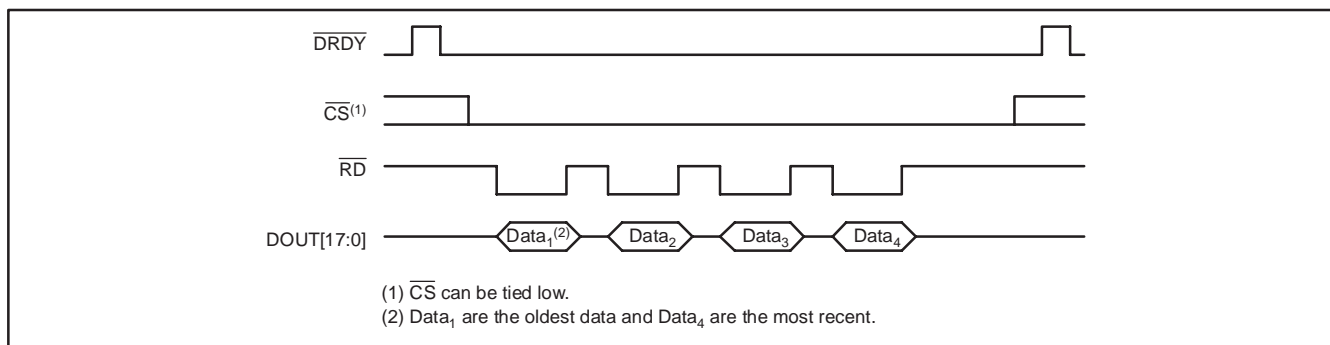 DRDY
CS(1)
RD
DOUT[17:0] Data1(2) Data2 Data3 Data4
(1) CS can be tied low.
(2) Data1 are the oldest data and Data4 are the most recent.